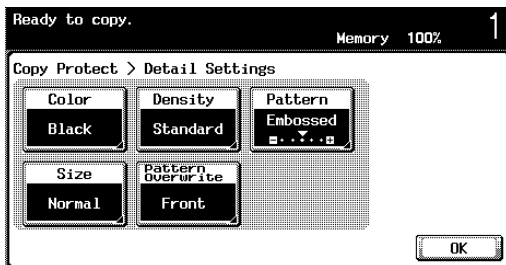 Ready to copy.
Memory 100% 1
Copy Protect > Detail Settings
Color Density Pattern
Black Standard Embossed
Size Pattern Overwrite
Normal Front
OK